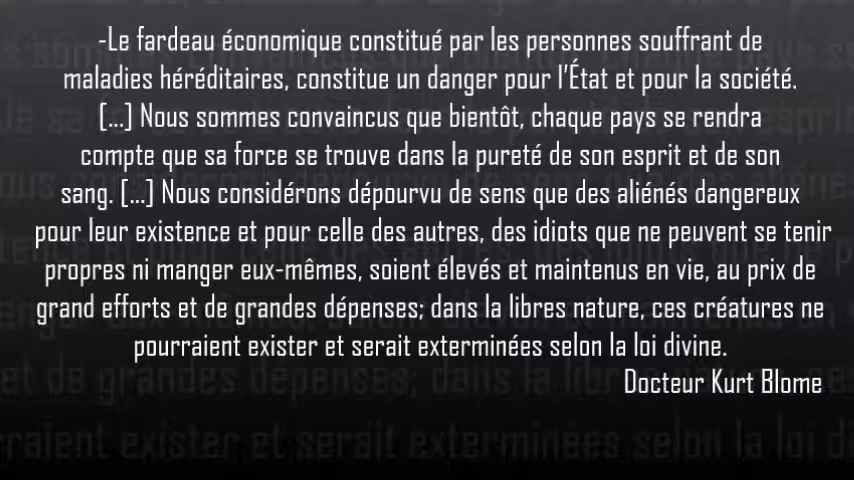 -Le fardeau économique constitué par les personnes souffrant de
maladies héréditaires, constitue un danger pour l'État et pour la société.
[...] Nous sommes convaincus que bientôt, chaque pays se rendra
compte que sa force se trouve dans la pureté de son esprit et de son
sang. [...] Nous considérons dépourvu de sens que des aliénés dangereux
pour leur existence et pour celle des autres, des idiots que ne peuvent se tenir
propres ni manger eux-mêmes, soient élevés et maintenus en vie, au prix de
grand efforts et de grandes dépenses; dans la libres nature, ces créatures ne
pourraient exister et serait exterminées selon la loi divine.
Docteur Kurt Blome